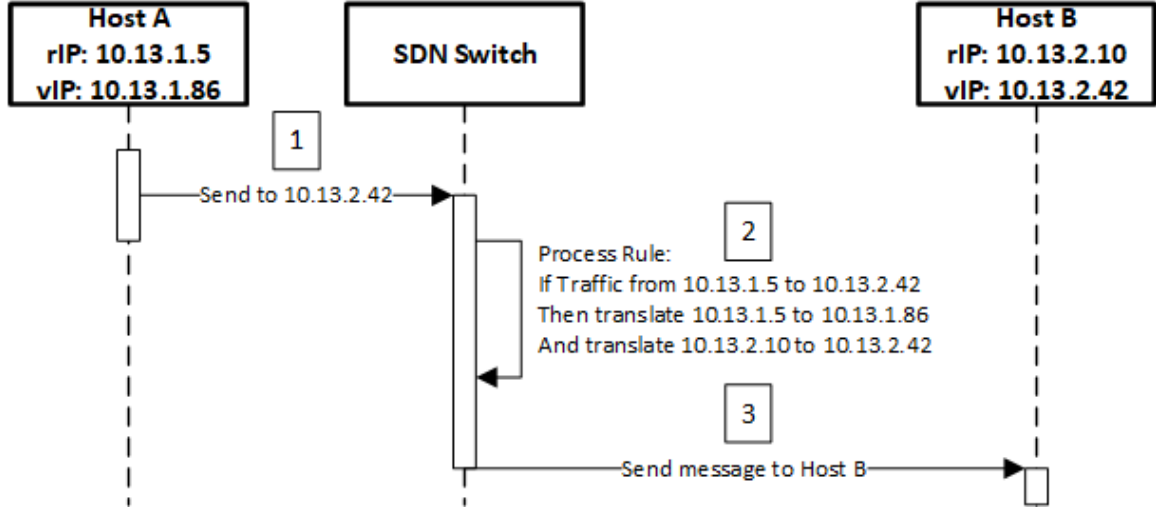 Host A
rIP: 10.13.1.5
vIP: 10.13.1.86
SDN Switch
Host B
rIP: 10.13.2.10
vIP: 10.13.2.42
1
Send to 10.13.2.42
2
Process Rule:
If Traffic from 10.13.1.5 to 10.13.2.42
Then translate 10.13.1.5 to 10.13.1.86
And translate 10.13.2.10 to 10.13.2.42
3
Send message to Host B